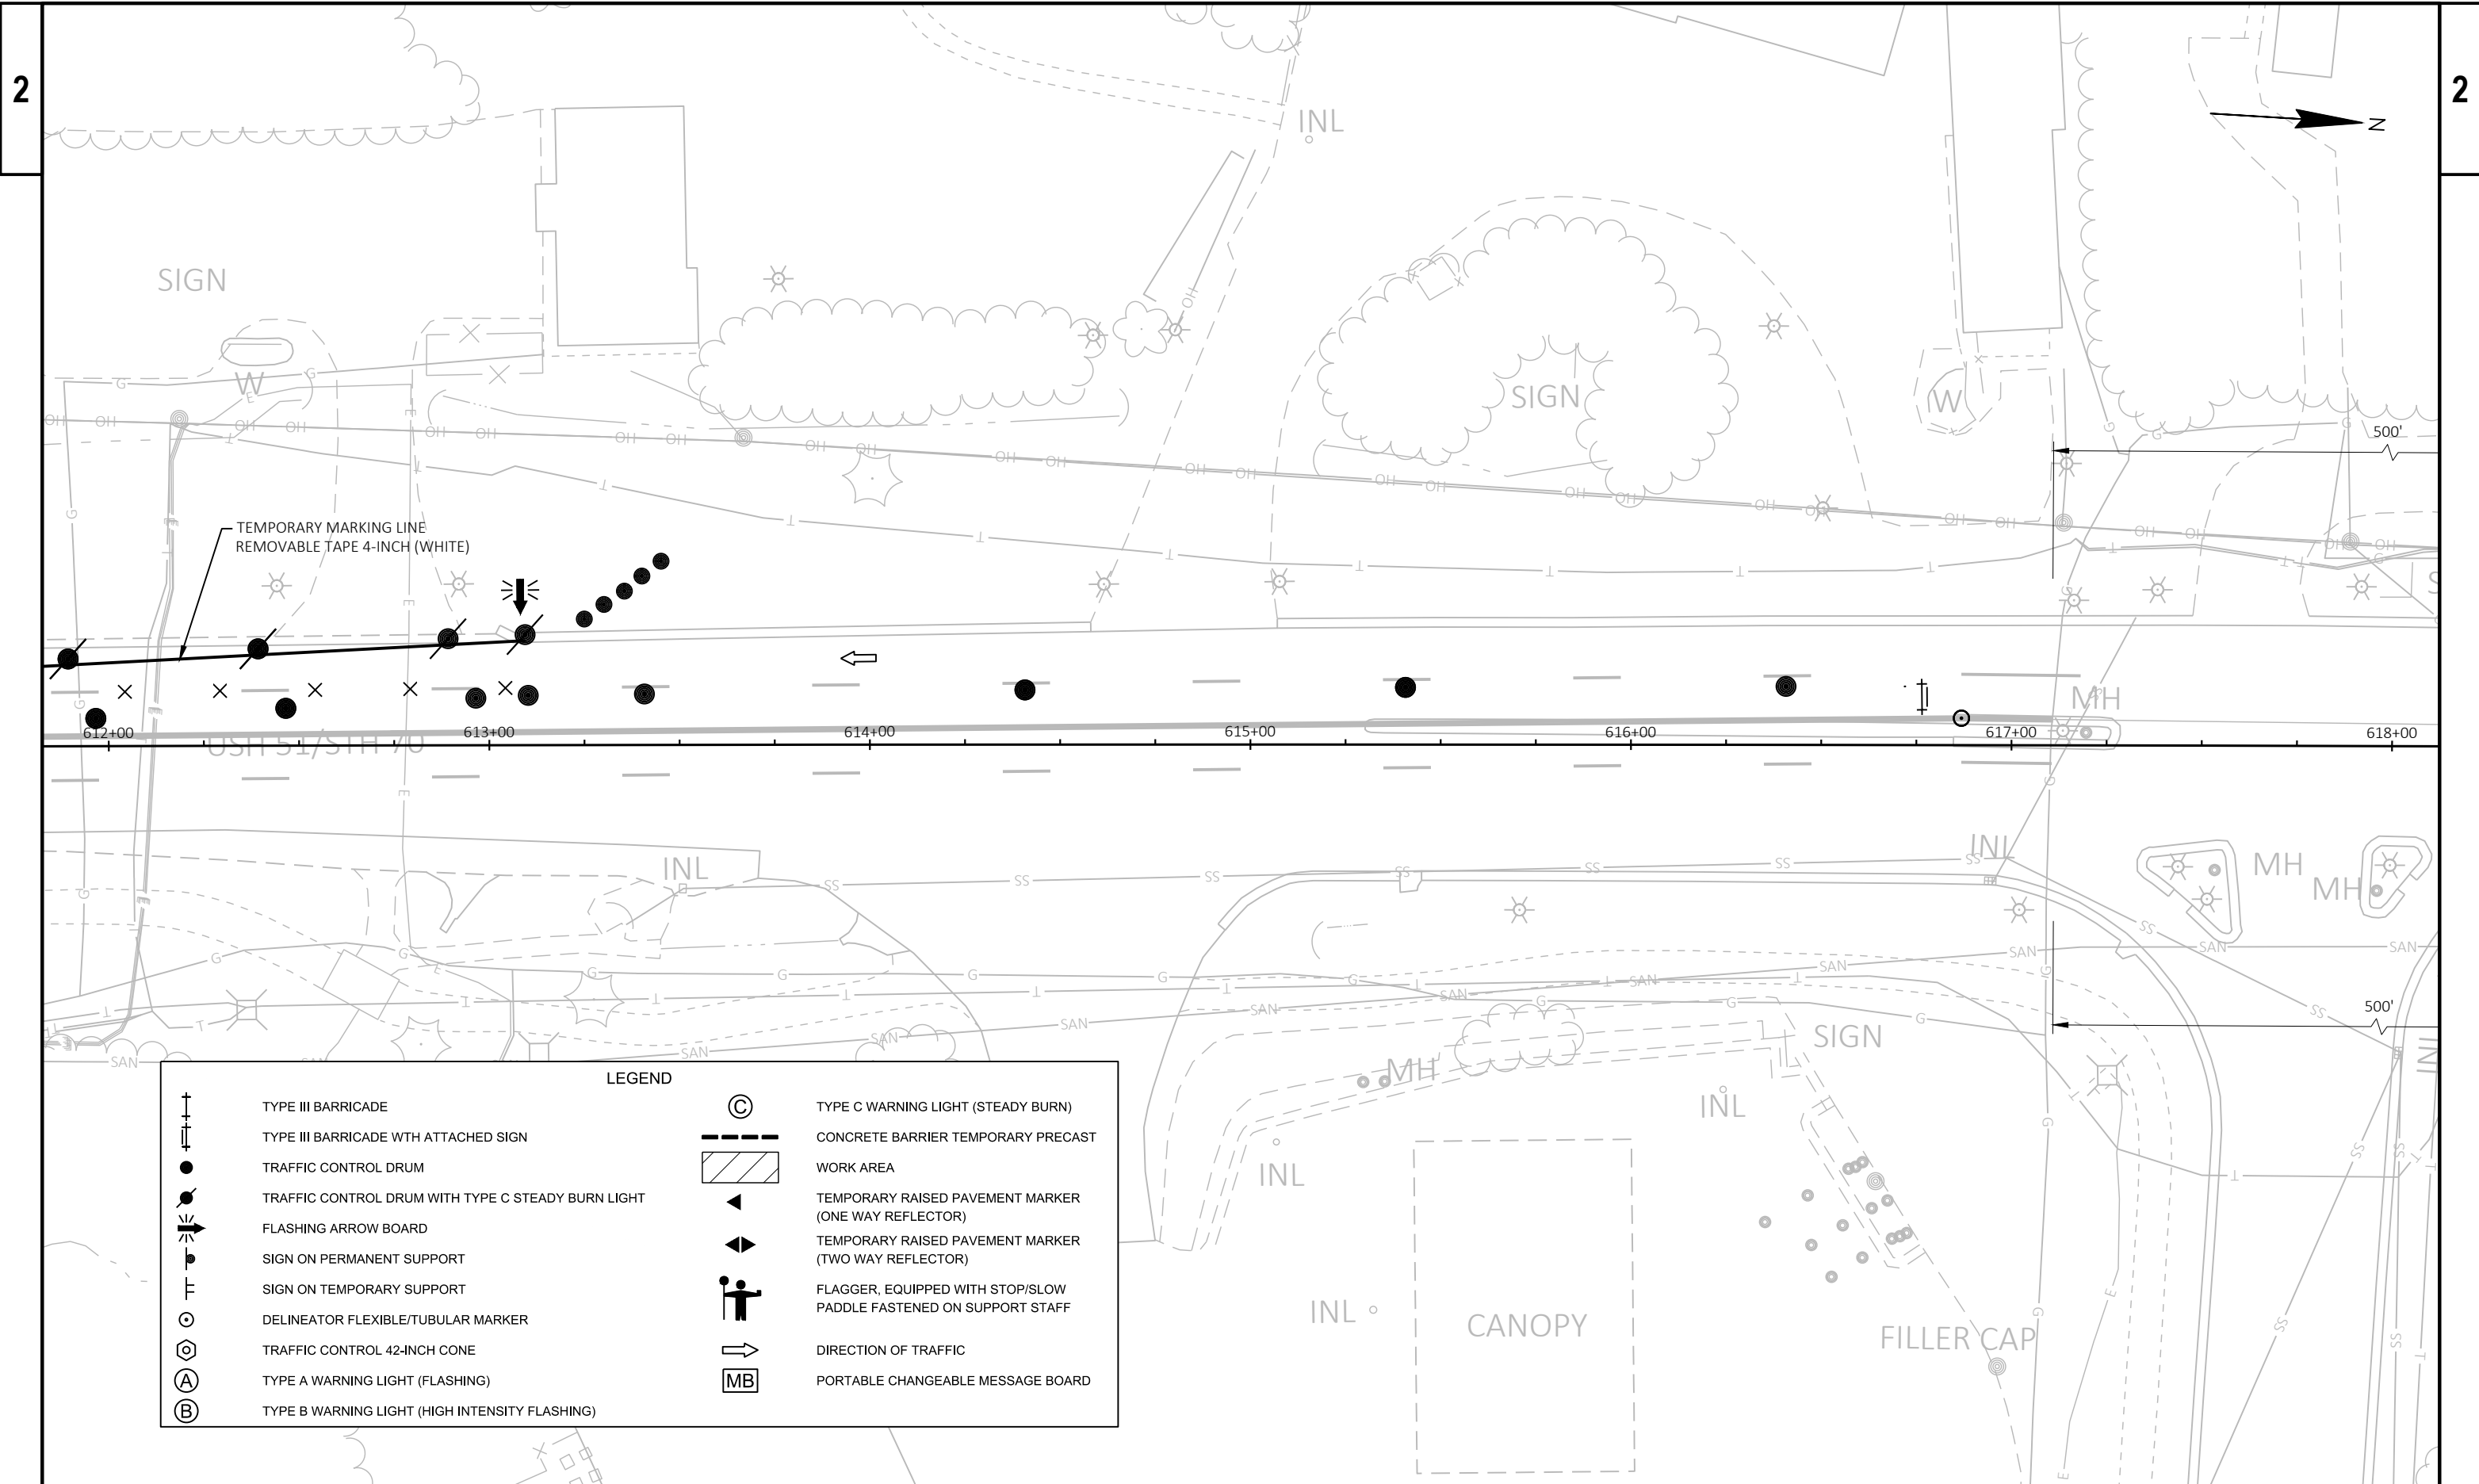 2
2
N
INL
SIGN
W
SIGN
W
500'
TEMPORARY MARKING LINE
REMOVABLE TAPE 4-INCH (WHITE)
MH
612+00
613+00
614+00
615+00
616+00
617+00
618+00
USH 51/STH 70
INL
INL
MH
MH
500'
SIGN
MH
INL
INL
INL
INL
CANOPY
FILLER CAP
LEGEND
TYPE III BARRICADE
TYPE III BARRICADE WTH ATTACHED SIGN
TRAFFIC CONTROL DRUM
TRAFFIC CONTROL DRUM WITH TYPE C STEADY BURN LIGHT
FLASHING ARROW BOARD
SIGN ON PERMANENT SUPPORT
SIGN ON TEMPORARY SUPPORT
DELINEATOR FLEXIBLE/TUBULAR MARKER
TRAFFIC CONTROL 42-INCH CONE
A TYPE A WARNING LIGHT (FLASHING)
B TYPE B WARNING LIGHT (HIGH INTENSITY FLASHING)
C TYPE C WARNING LIGHT (STEADY BURN)
CONCRETE BARRIER TEMPORARY PRECAST
WORK AREA
TEMPORARY RAISED PAVEMENT MARKER
(ONE WAY REFLECTOR)
TEMPORARY RAISED PAVEMENT MARKER
(TWO WAY REFLECTOR)
FLAGGER, EQUIPPED WITH STOP/SLOW
PADDLE FASTENED ON SUPPORT STAFF
DIRECTION OF TRAFFIC
MB PORTABLE CHANGEABLE MESSAGE BOARD